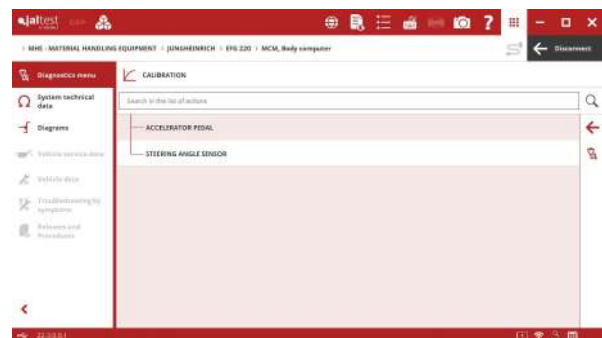 jaltest
?
MHE - MATERIAL HANDLING EQUIPMENT
JUNGHEINRICH
EFG 220
MCM, Body computer
Disconnect
Diagnostics menu
CALIBRATION
System technical
data
Search in the list of actions
Diagrams
ACCELERATOR PEDAL
STEERING ANGLE SENSOR
Vehicle service data
Vehicle data
Troubleshooting by
symptoms
Releases and
Procedures